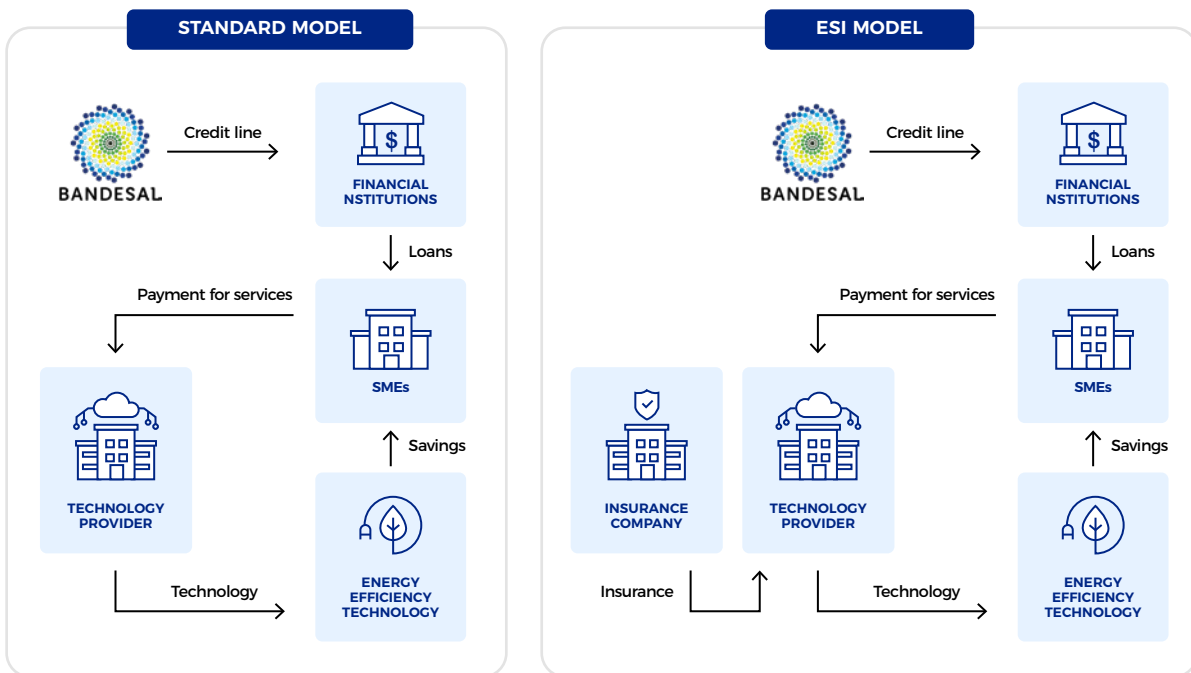 STANDARD MODEL
Credit line
BANDESAL
$
FINANCIAL
NSTITUTIONS
Loans
Payment for services
SMEs
Savings
TECHNOLOGY
PROVIDER
Technology
ENERGY
EFFICIENCY
TECHNOLOGY
ESI MODEL
Credit line
BANDESAL
$
FINANCIAL
NSTITUTIONS
Loans
Payment for services
SMEs
Savings
INSURANCE
COMPANY
TECHNOLOGY
PROVIDER
Insurance
Technology
ENERGY
EFFICIENCY
TECHNOLOGY